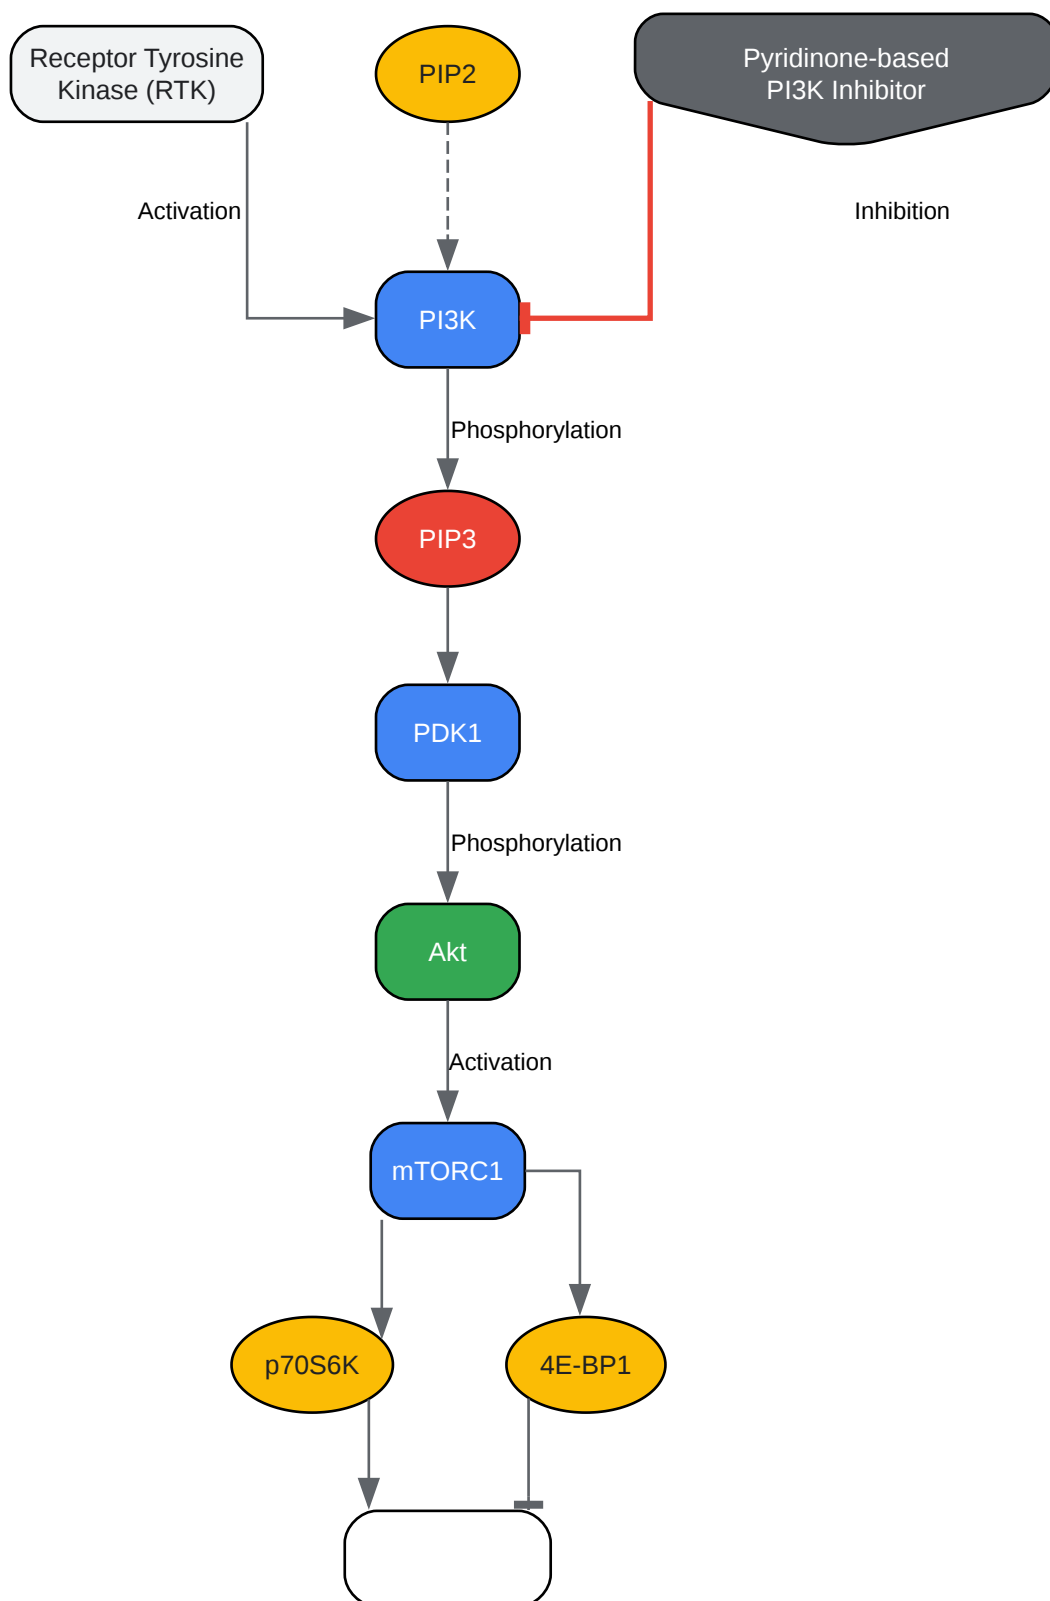 Receptor Tyrosine
Kinase (RTK)
PIP2
Pyridinone-based
PI3K Inhibitor
Activation
Inhibition
PI3K
Phosphorylation
PIP3
PDK1
Phosphorylation
Akt
Activation
mTORC1
p70S6K
4E-BP1